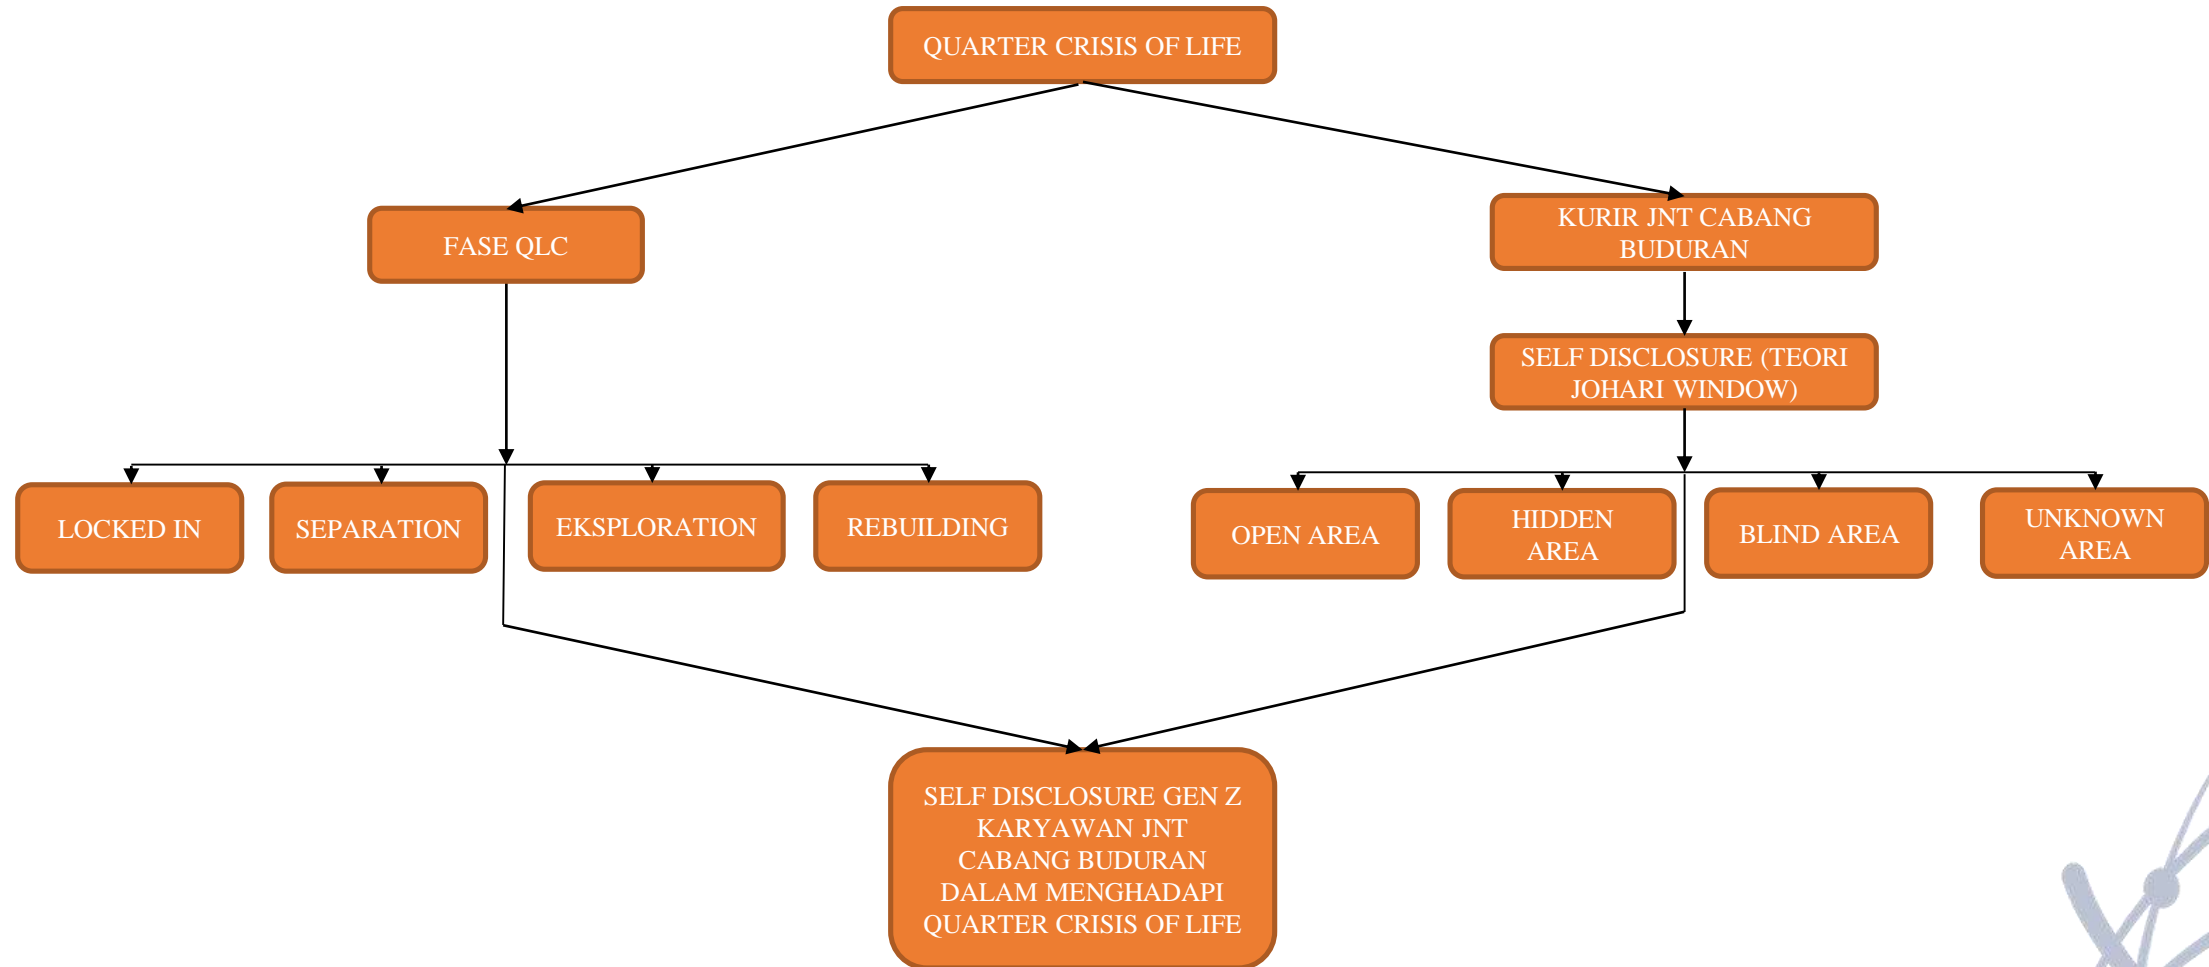 QUARTER CRISIS OF LIFE
FASE QLC
KURIR JNT CABANG
BUDURAN
SELF DISCLOSURE (TEORI
JOHARI WINDOW)
LOCKED IN
SEPARATION
EKSPLORATION
REBUILDING
OPEN AREA
HIDDEN
AREA
BLIND AREA
UNKNOWN
AREA
SELF DISCLOSURE GEN Z
KARYAWAN JNT
CABANG BUDURAN
DALAM MENGHADAPI
QUARTER CRISIS OF LIFE